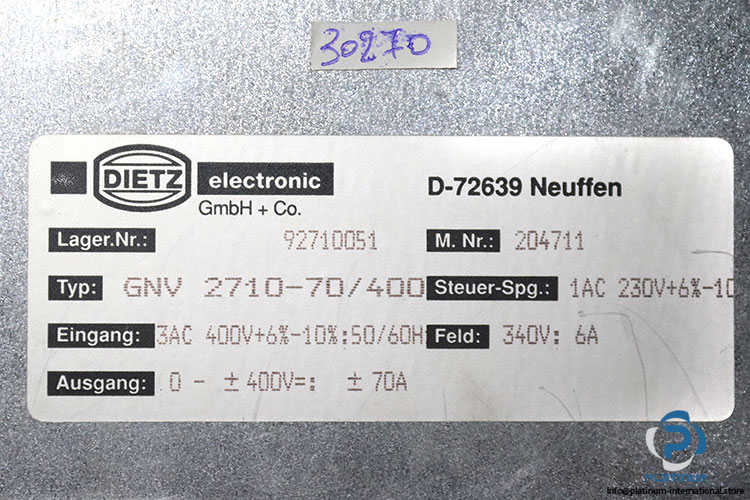 30270
DIETZ electronic D-72639 Neuffen
GmbH + Co.
Lager.Nr.: 92710051 M. Nr.: 204711
Typ: GNV 2710-70/400 Steuer-Spg.: 1AC 230V+6%-10
Eingang: 3AC 400V+6%-10%:50/60H Feld: 340V: 6A
Ausgang: 0 - ± 400V=: ± 70A
PLATINUM
info@platinum-international.store